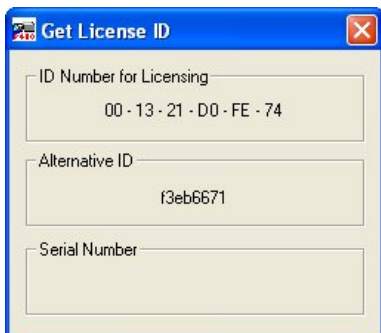 Get License ID
ID Number for Licensing
00 - 13 - 21 - D0 - FE - 74
Alternative ID
f3eb6671
Serial Number